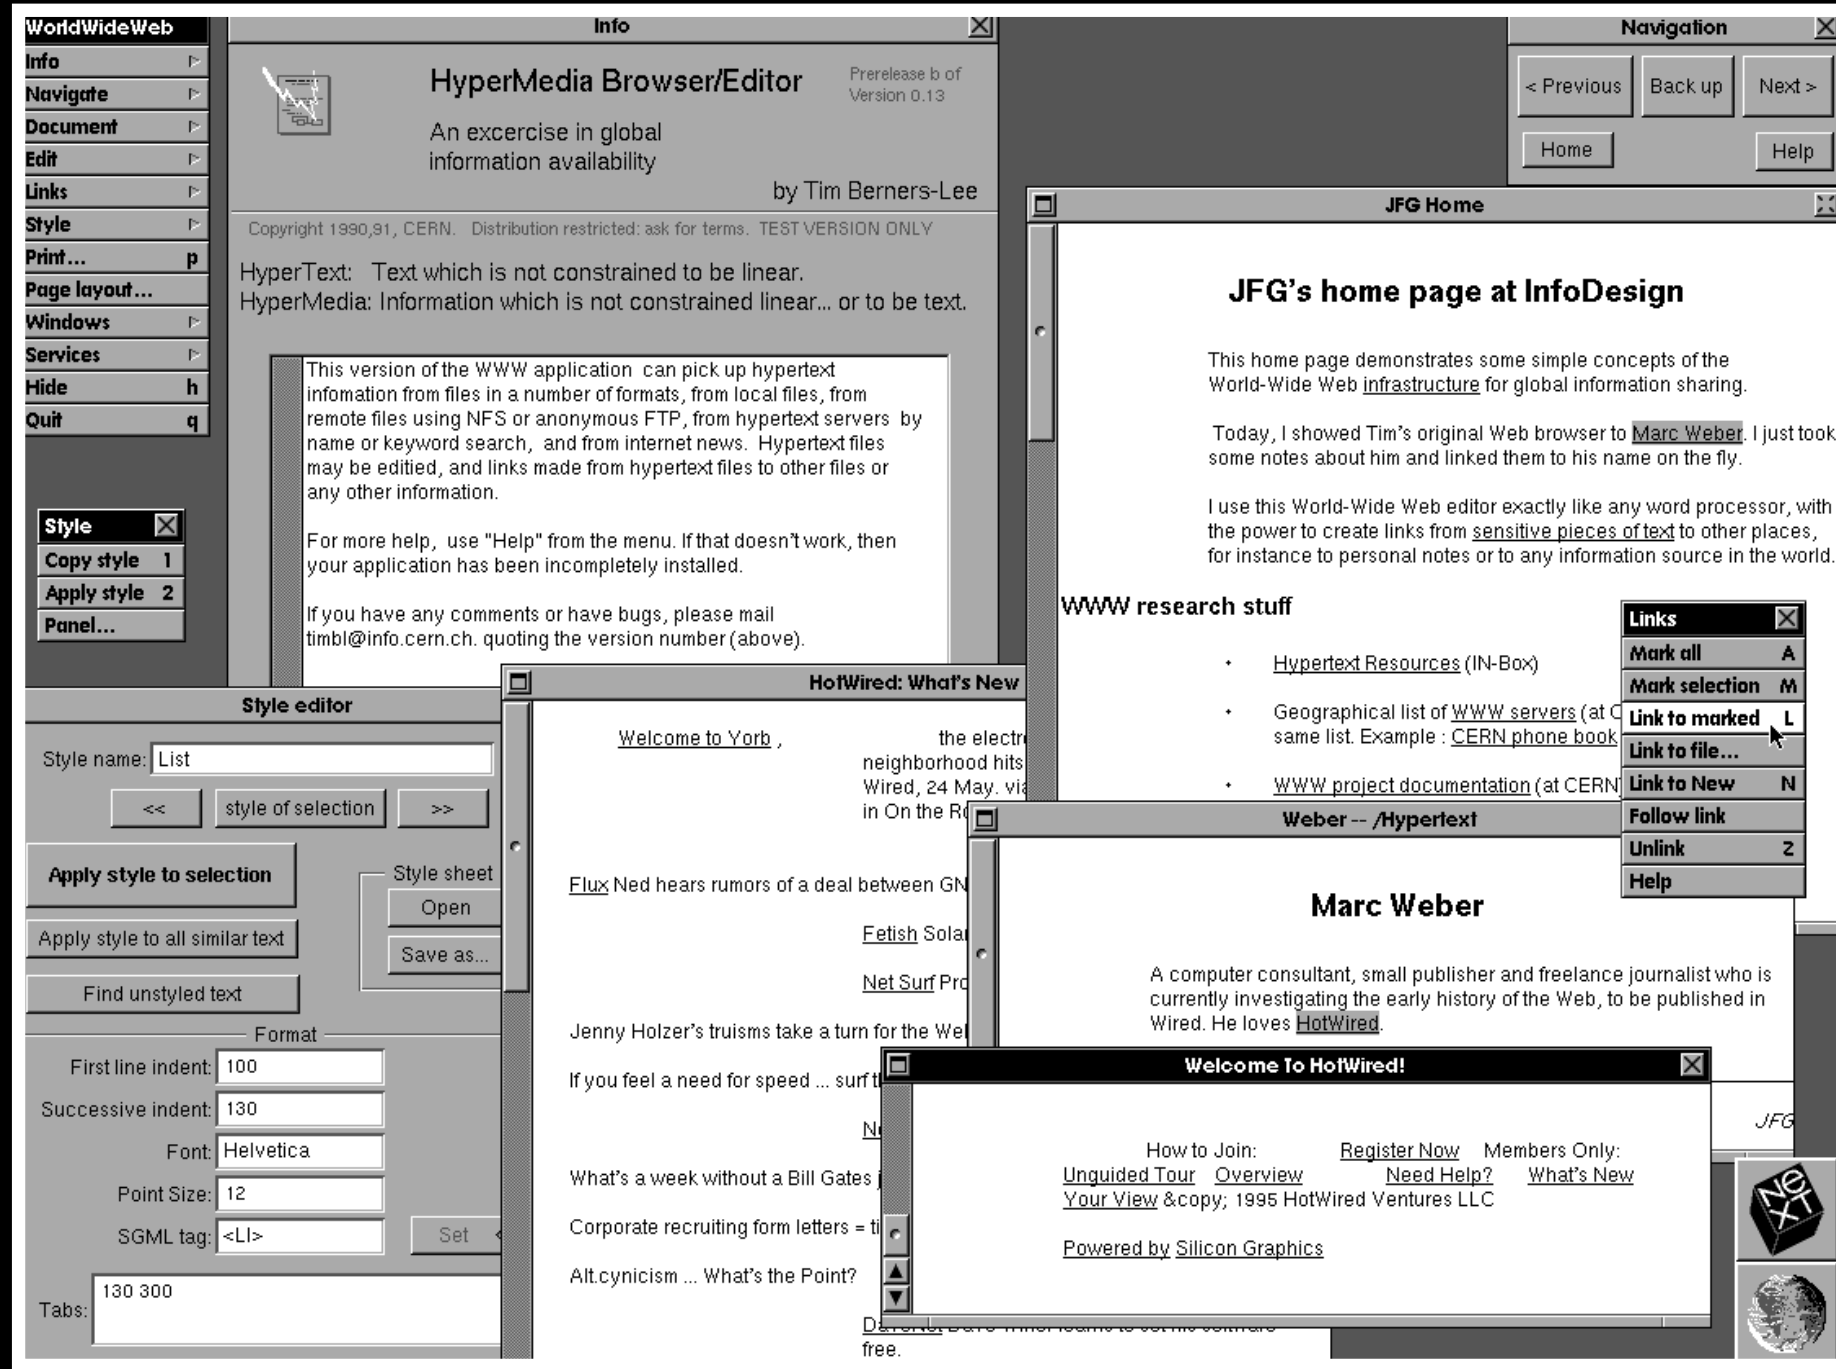 WorldWideWeb
Info
Navigate
Document
Edit
Links
Style
Print... p
Page layout...
Windows
Services
Hide h
Quit q
Info
HyperMedia Browser/Editor
Prerelease b of
Version 0.13
An excercise in global
information availability
by Tim Berners-Lee
Copyright 1990,91, CERN. Distribution restricted: ask for terms. TEST VERSION ONLY
HyperText: Text which is not constrained to be linear.
HyperMedia: Information which is not constrained linear... or to be text.
This version of the WWW application can pick up hypertext
infomation from files in a number of formats, from local files, from
remote files using NFS or anonymous FTP, from hypertext servers by
name or keyword search, and from internet news. Hypertext files
may be editied, and links made from hypertext files to other files or
any other information.
For more help, use "Help" from the menu. If that doesn't work, then
your application has been incompletely installed.
If you have any comments or have bugs, please mail
timbl@info.cern.ch. quoting the version number (above).
Navigation
< Previous Back up Next >
Home Help
JFG Home
JFG's home page at InfoDesign
This home page demonstrates some simple concepts of the
World-Wide Web infrastructure for global information sharing.
Today, I showed Tim's original Web browser to Marc Weber. I just took
some notes about him and linked them to his name on the fly.
I use this World-Wide Web editor exactly like any word processor, with
the power to create links from sensitive pieces of text to other places,
for instance to personal notes or to any information source in the world.
WWW research stuff
• Hypertext Resources (IN-Box)
• Geographical list of WWW servers (at C
same list. Example : CERN phone book
• WWW project documentation (at CERN)
Links
Mark all A
Mark selection M
Link to marked L
Link to file...
Link to New N
Follow link
Unlink Z
Help
Style
Copy style 1
Apply style 2
Panel...
Style editor
Style name: List
<< style of selection >>
Apply style to selection
Apply style to all similar text
Find unstyled text
Style sheet
Open
Save as...
Format
First line indent: 100
Successive indent: 130
Font: Helvetica
Point Size: 12
SGML tag: <LI>
Set
Tabs: 130 300
HotWired: What's New
Welcome to Yorb , the electr
neighborhood hits
Wired, 24 May. via
in On the Ro
Flux Ned hears rumors of a deal between GN
Fetish Sola
Net Surf Pro
Jenny Holzer's truisms take a turn for the We
If you feel a need for speed ... surf t
What's a week without a Bill Gates j
Corporate recruiting form letters = ti
Alt.cynicism ... What's the Point?
free.
Weber -- /Hypertext
Marc Weber
A computer consultant, small publisher and freelance journalist who is
currently investigating the early history of the Web, to be published in
Wired. He loves HotWired.
JFG
Welcome To HotWired!
How to Join: Register Now Members Only:
Unguided Tour Overview Need Help? What's New
Your View &copy; 1995 HotWired Ventures LLC
Powered by Silicon Graphics
NeXT